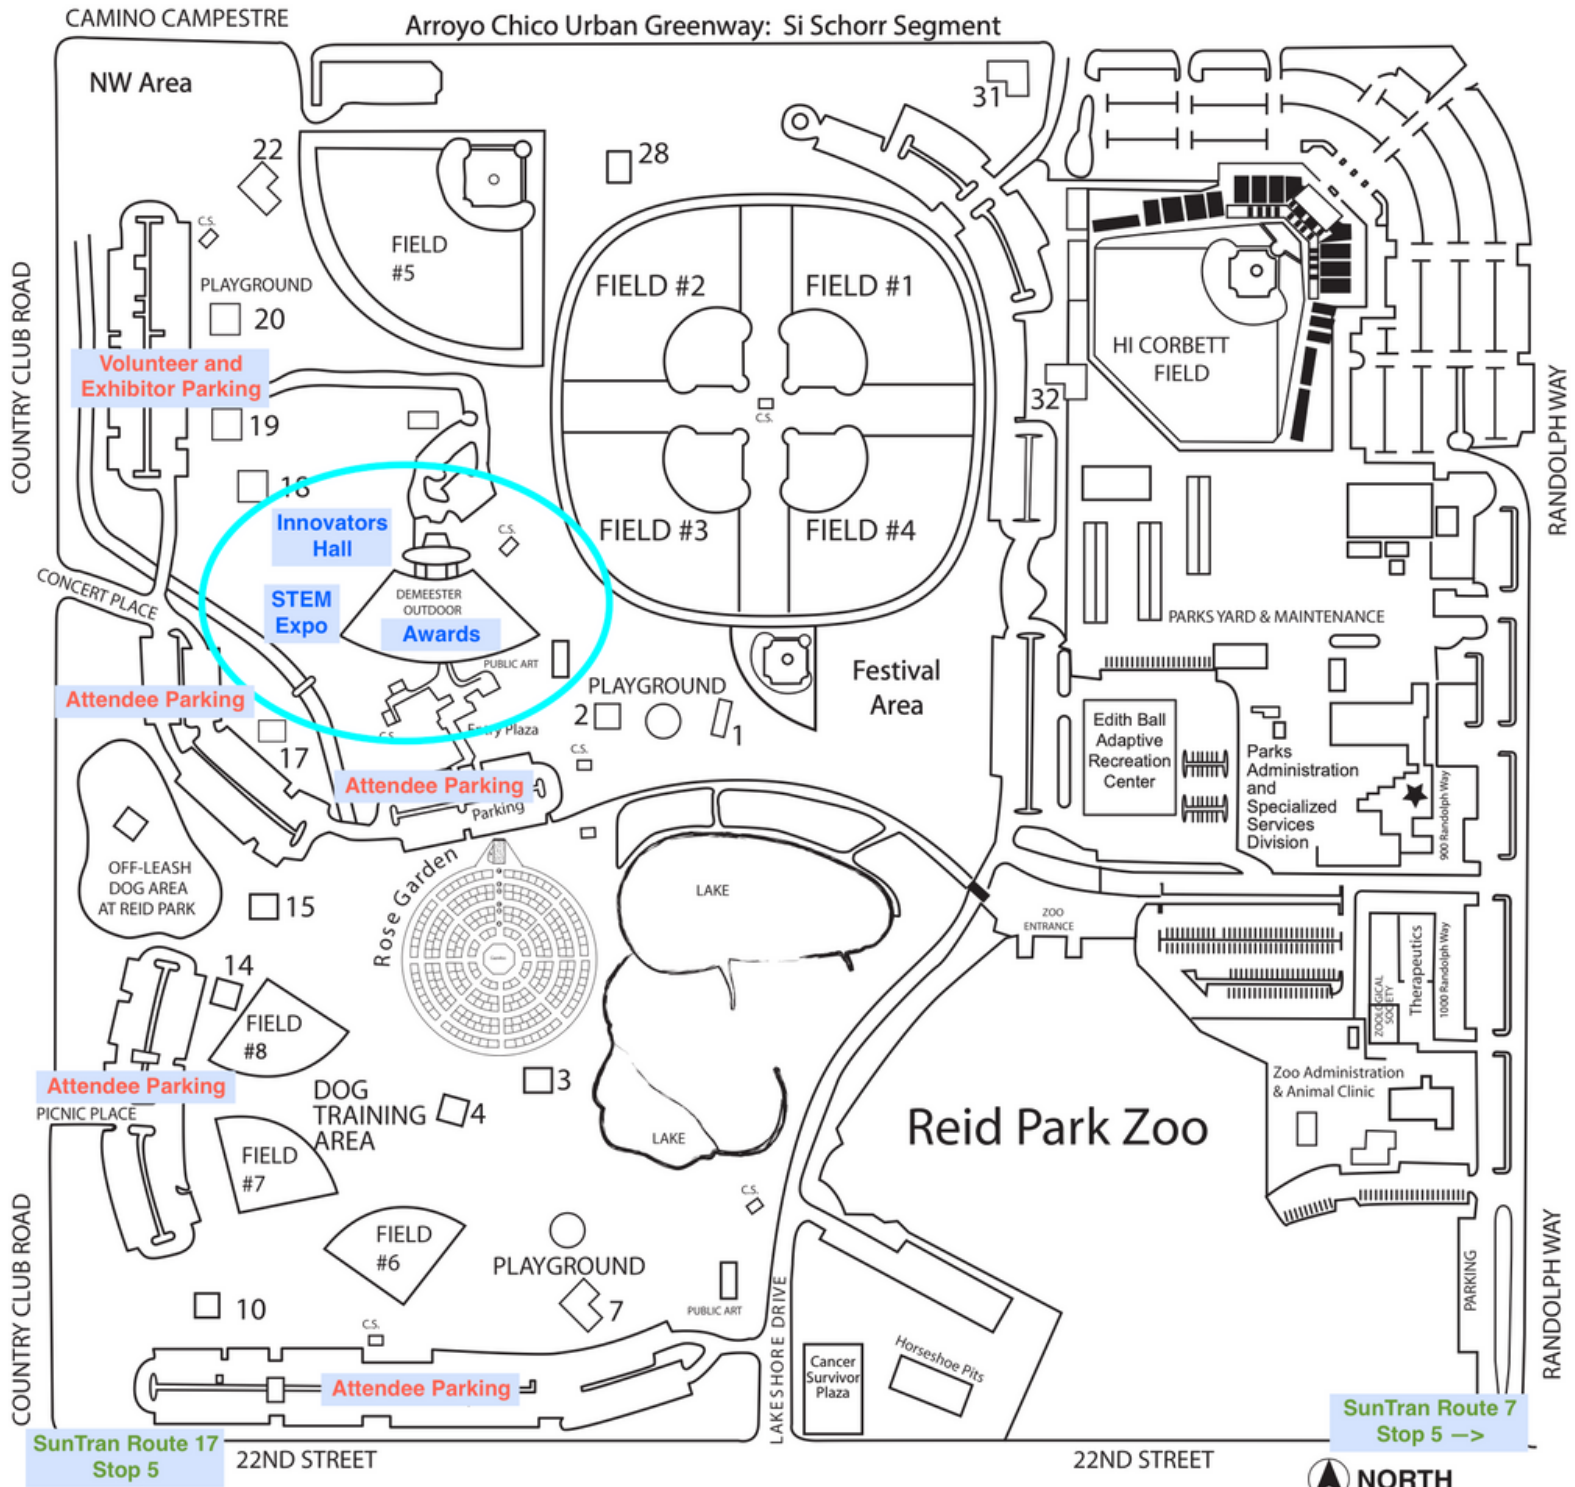 CAMINO CAMPESTRE
Arroyo Chico Urban Greenway: Si Schorr Segment
NW Area
31
22
28
C.S.
FIELD
#5
PLAYGROUND
20
FIELD #2
FIELD #1
COUNTRY CLUB ROAD
Volunteer and
Exhibitor Parking
HI CORBETT
FIELD
32
C.S.
RANDOLPH WAY
19
18
Innovators
Hall
C.S.
FIELD #3
FIELD #4
CONCERT PLACE
STEM
Expo
DEMEESTER
OUTDOOR
Awards
PARKS YARD & MAINTENANCE
PUBLIC ART
Festival
Area
PLAYGROUND
2
1
Attendee Parking
C.S.
Entry Plaza
C.S.
17
Edith Ball
Adaptive
Recreation
Center
Parks
Administration
and
Specialized
Services
Division
900 Randolph Way
Attendee Parking
Parking
OFF-LEASH
DOG AREA
AT REID PARK
15
Rose Garden
Garden
LAKE
ZOO
ENTRANCE
ZOOLOGICAL
SOCIETY
Therapeutics
1000 Randolph Way
14
FIELD
#8
Attendee Parking
PICNIC PLACE
DOG
TRAINING
AREA
4
3
LAKE
Reid Park Zoo
Zoo Administration
& Animal Clinic
FIELD
#7
C.S.
FIELD
#6
PLAYGROUND
7
PUBLIC ART
COUNTRY CLUB ROAD
10
C.S.
Attendee Parking
LAKESHORE DRIVE
Cancer
Survivor
Plaza
Horseshoe Pits
PARKING
RANDOLPH WAY
SunTran Route 7
Stop 5 —>
SunTran Route 17
Stop 5
22ND STREET
22ND STREET
NORTH